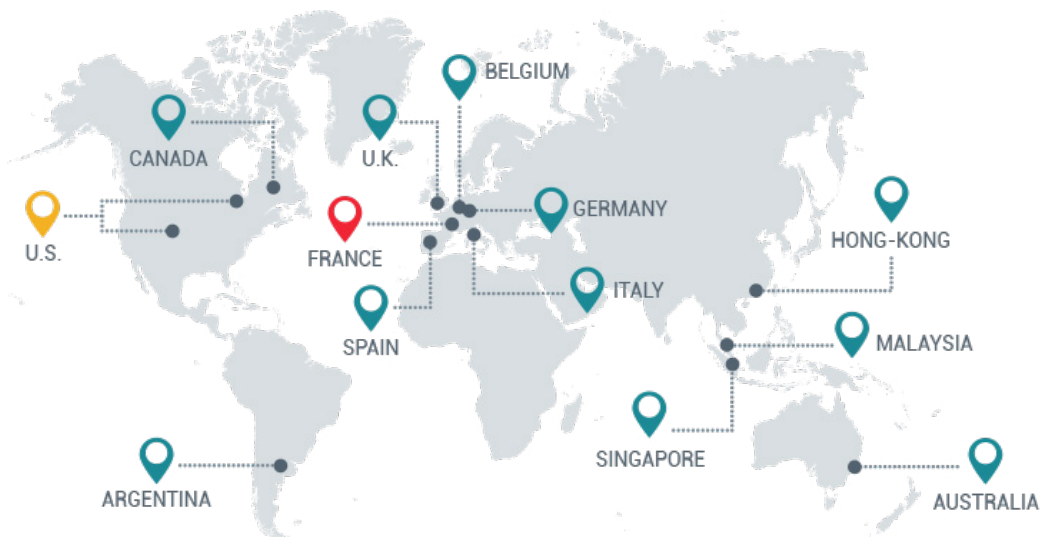 BELGIUM
CANADA
U.K.
U.S.
FRANCE
GERMANY
HONG-KONG
ITALY
SPAIN
MALAYSIA
SINGAPORE
ARGENTINA
AUSTRALIA